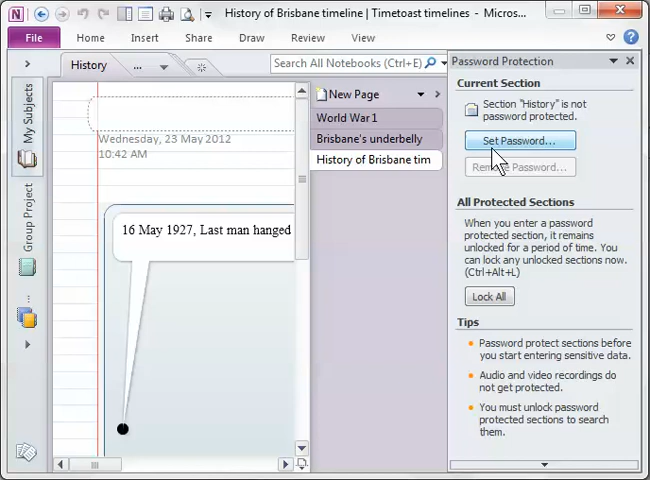 History of Brisbane timeline | Timetoast timelines - Micros...
File
Home
Insert
Share
Draw
Review
View
My Subjects
Group Project
History
...
Search All Notebooks (Ctrl+E)
Wednesday, 23 May 2012
10:42 AM
16 May 1927, Last man hanged
New Page
World War 1
Brisbane's underbelly
History of Brisbane tim
Password Protection
Current Section
Section "History" is not
password protected.
Set Password...
Remove Password...
All Protected Sections
When you enter a password
protected section, it remains
unlocked for a period of time. You
can lock any unlocked sections now.
(Ctrl+Alt+L)
Lock All
Tips
Password protect sections before
you start entering sensitive data.
Audio and video recordings do
not get protected.
You must unlock password
protected sections to search
them.